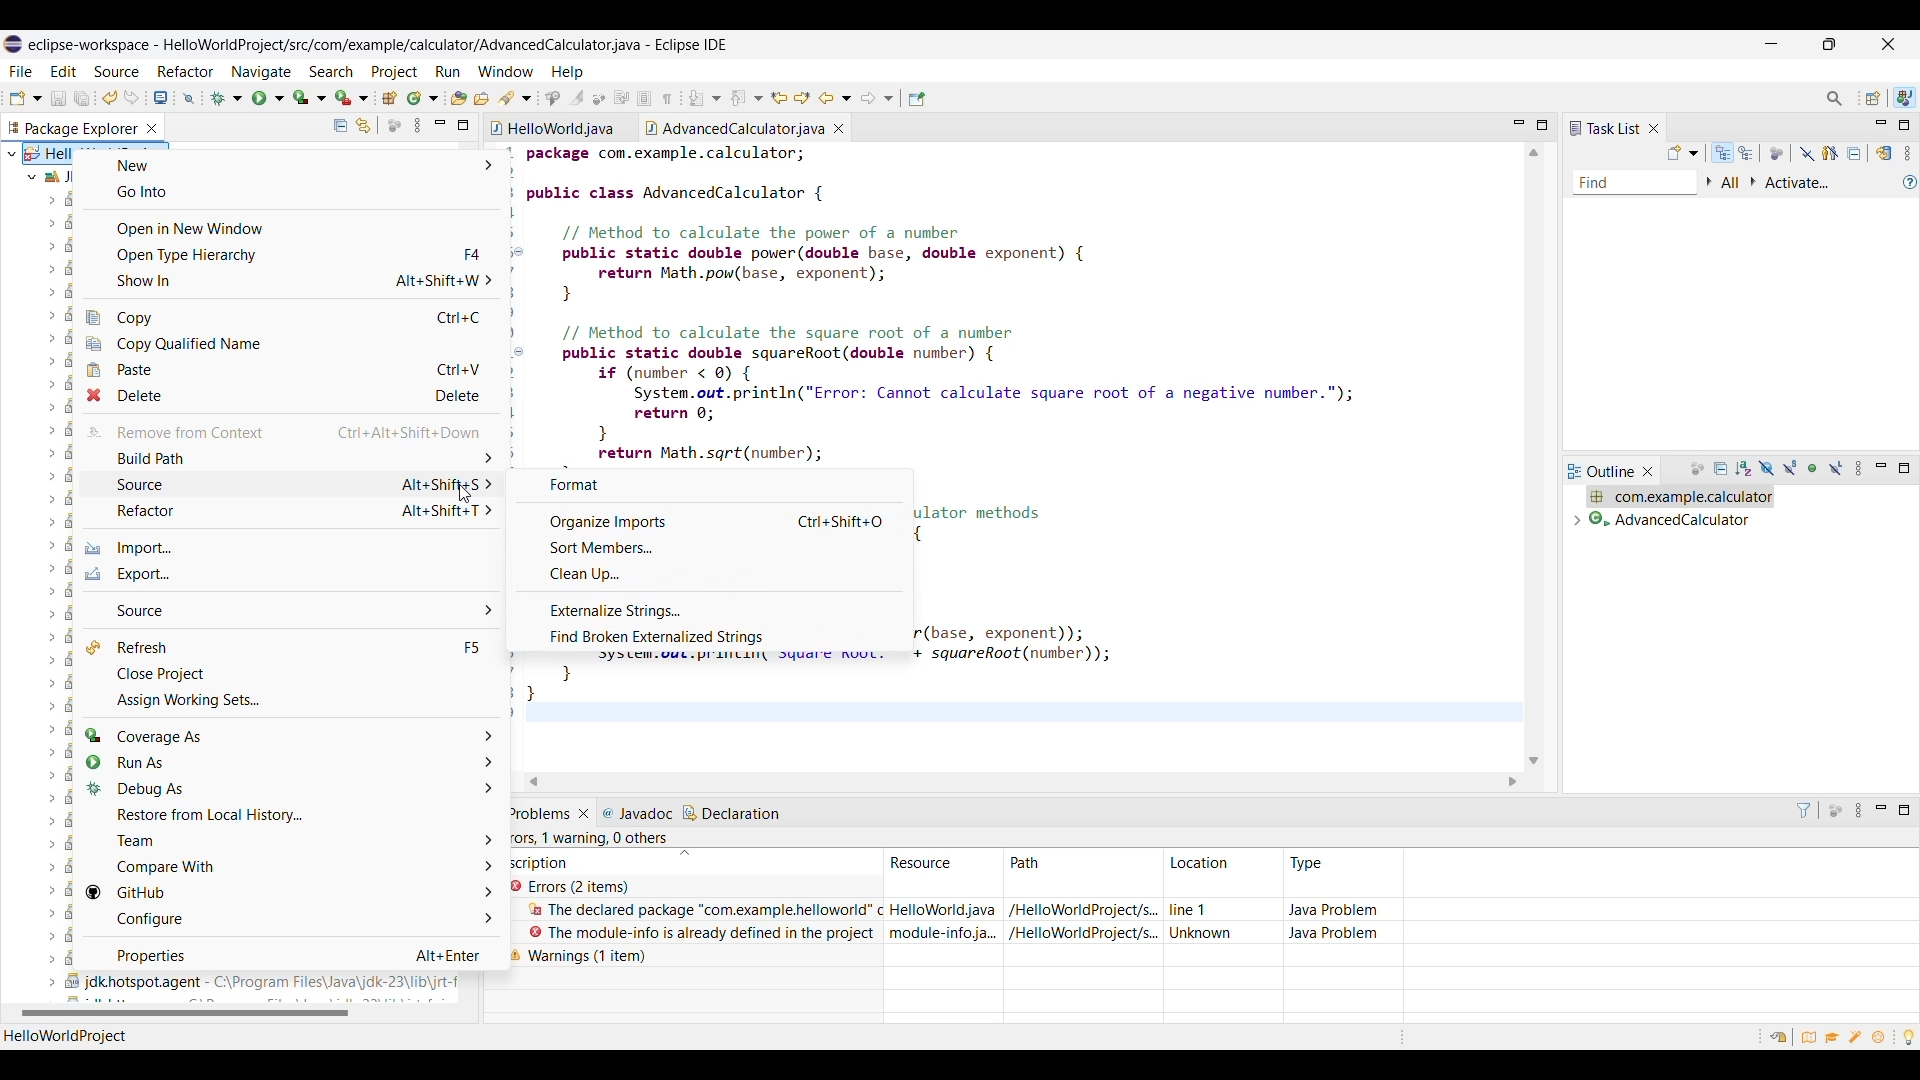 eclipse-workspace - HelloWorldProject/src/com/example/calculator/AdvancedCalculator.java - Eclipse IDE
File Edit Source Refactor Navigate Search Project Run Window Help
Package Explorer
HelloWorld.java
AdvancedCalculator.java
Task List
Find
All
Activate...
New
Go Into
Open in New Window
Open Type Hierarchy F4
Show In Alt+Shift+W
Copy Ctrl+C
Copy Qualified Name
Paste Ctrl+V
Delete Delete
Remove from Context Ctrl+Alt+Shift+Down
Build Path
Source Alt+Shift+S
Refactor Alt+Shift+T
Import...
Export...
Source
Refresh F5
Close Project
Assign Working Sets...
Coverage As
Run As
Debug As
Restore from Local History...
Team
Compare With
GitHub
Configure
Properties Alt+Enter
jdk.hotspot.agent - C:\Program Files\Java\jdk-23\lib\jrt-f
Format
Organize Imports Ctrl+Shift+O
Sort Members...
Clean Up...
Externalize Strings...
Find Broken Externalized Strings
package com.example.calculator;
public class AdvancedCalculator {
// Method to calculate the power of a number
public static double power(double base, double exponent) {
return Math.pow(base, exponent);
}
// Method to calculate the square root of a number
public static double squareRoot(double number) {
if (number < 0) {
System.out.println("Error: Cannot calculate square root of a negative number.");
return 0;
}
return Math.sqrt(number);
ulator methods
{
r(base, exponent));
System.out.println("Square Root: " + squareRoot(number));
}
}
Outline
com.example.calculator
AdvancedCalculator
Problems
@ Javadoc
Declaration
rors, 1 warning, 0 others
scription Resource Path Location Type
Errors (2 items)
The declared package "com.example.helloworld" c HelloWorld.java /HelloWorldProject/s... line 1 Java Problem
The module-info is already defined in the project module-info.ja... /HelloWorldProject/s... Unknown Java Problem
Warnings (1 item)
HelloWorldProject